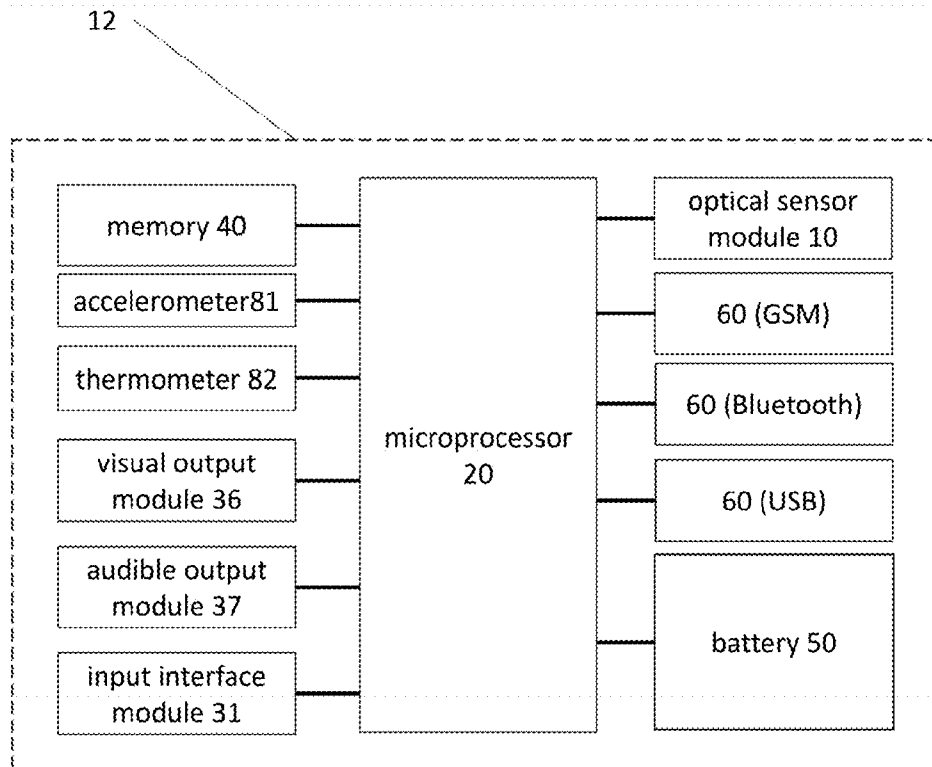 12
memory 40
accelerometer81
thermometer 82
visual output
module 36
audible output
module 37
input interface
module 31
microprocessor
20
optical sensor
module 10
60 (GSM)
60 (Bluetooth)
60 (USB)
battery 50